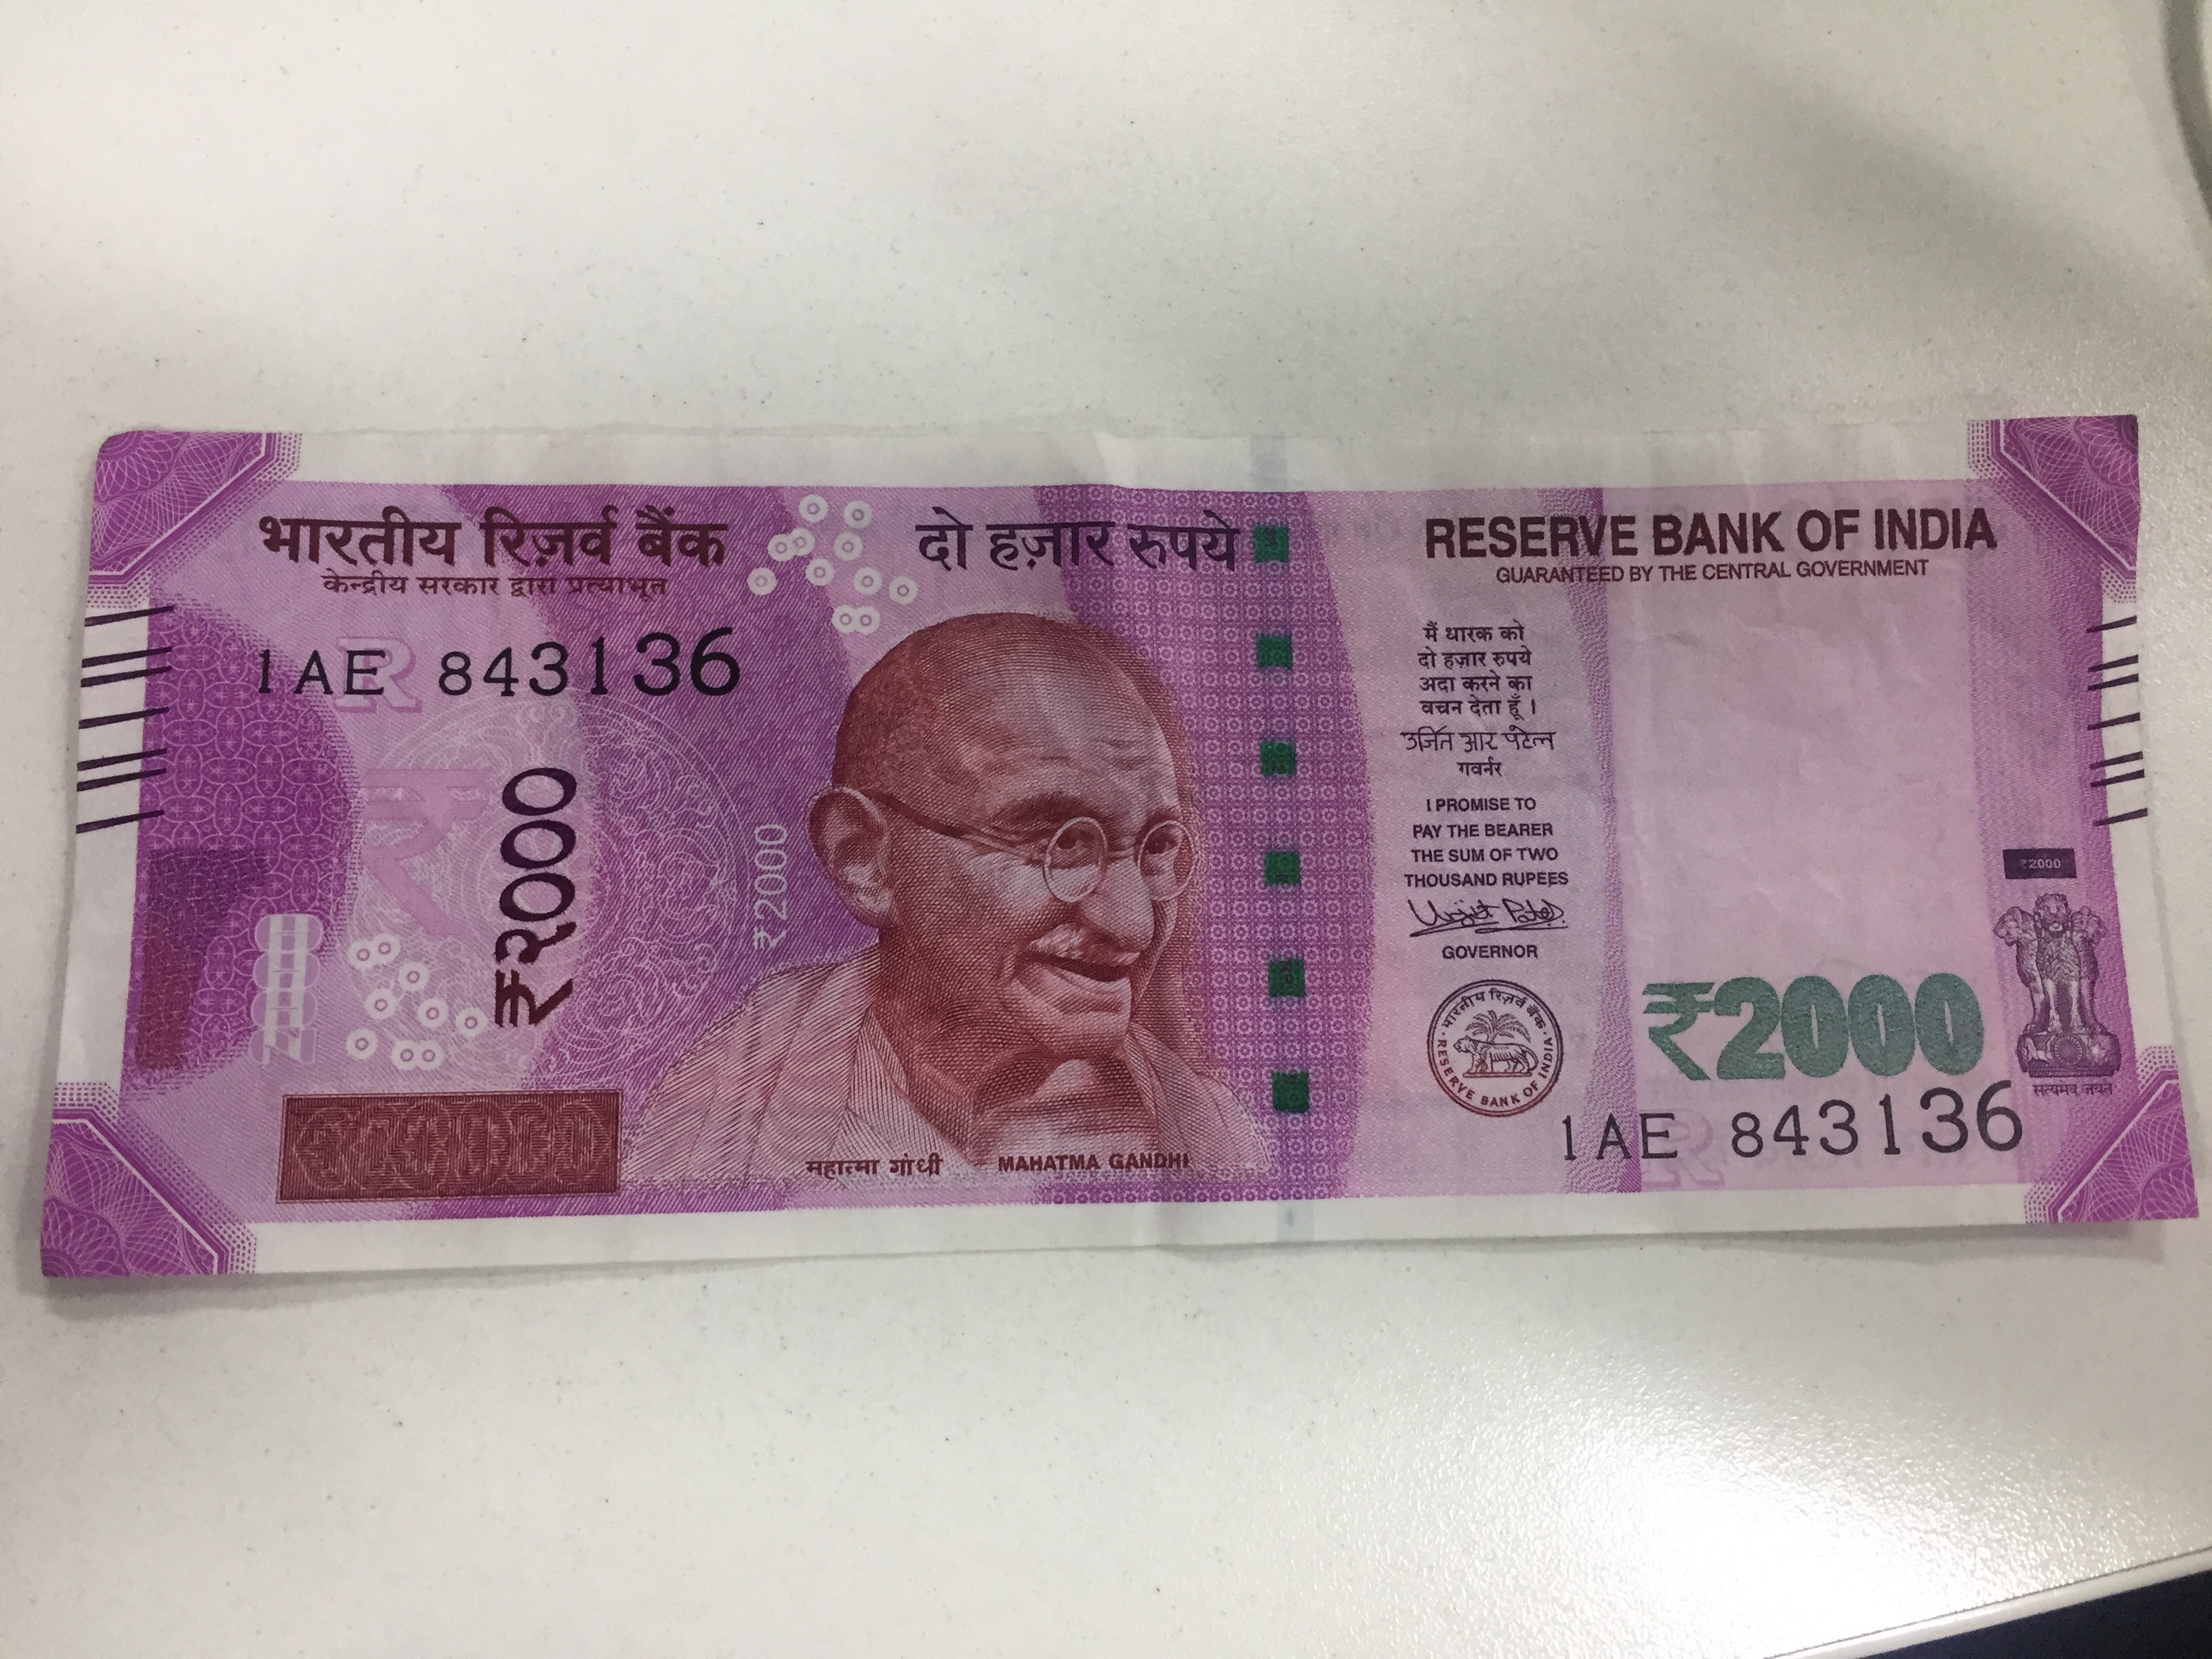 भारतीय रिज़र्व बैंक
केन्द्रीय सरकार द्वारा प्रत्याभूत
1AE 843136
₹२०००
₹2000
दो हज़ार रुपये
महात्मा गांधी MAHATMA GANDHI
RESERVE BANK OF INDIA
GUARANTEED BY THE CENTRAL GOVERNMENT
मैं धारक को
दो हज़ार रुपये
अदा करने का
वचन देता हूँ ।
उर्जित आर पटेल
गवर्नर
I PROMISE TO
PAY THE BEARER
THE SUM OF TWO
THOUSAND RUPEES
Urjit Patel
GOVERNOR
भारतीय रिज़र्व बैंक
RESERVE BANK OF INDIA
₹2000
₹2000
सत्यमेव जयते
1AE 843136